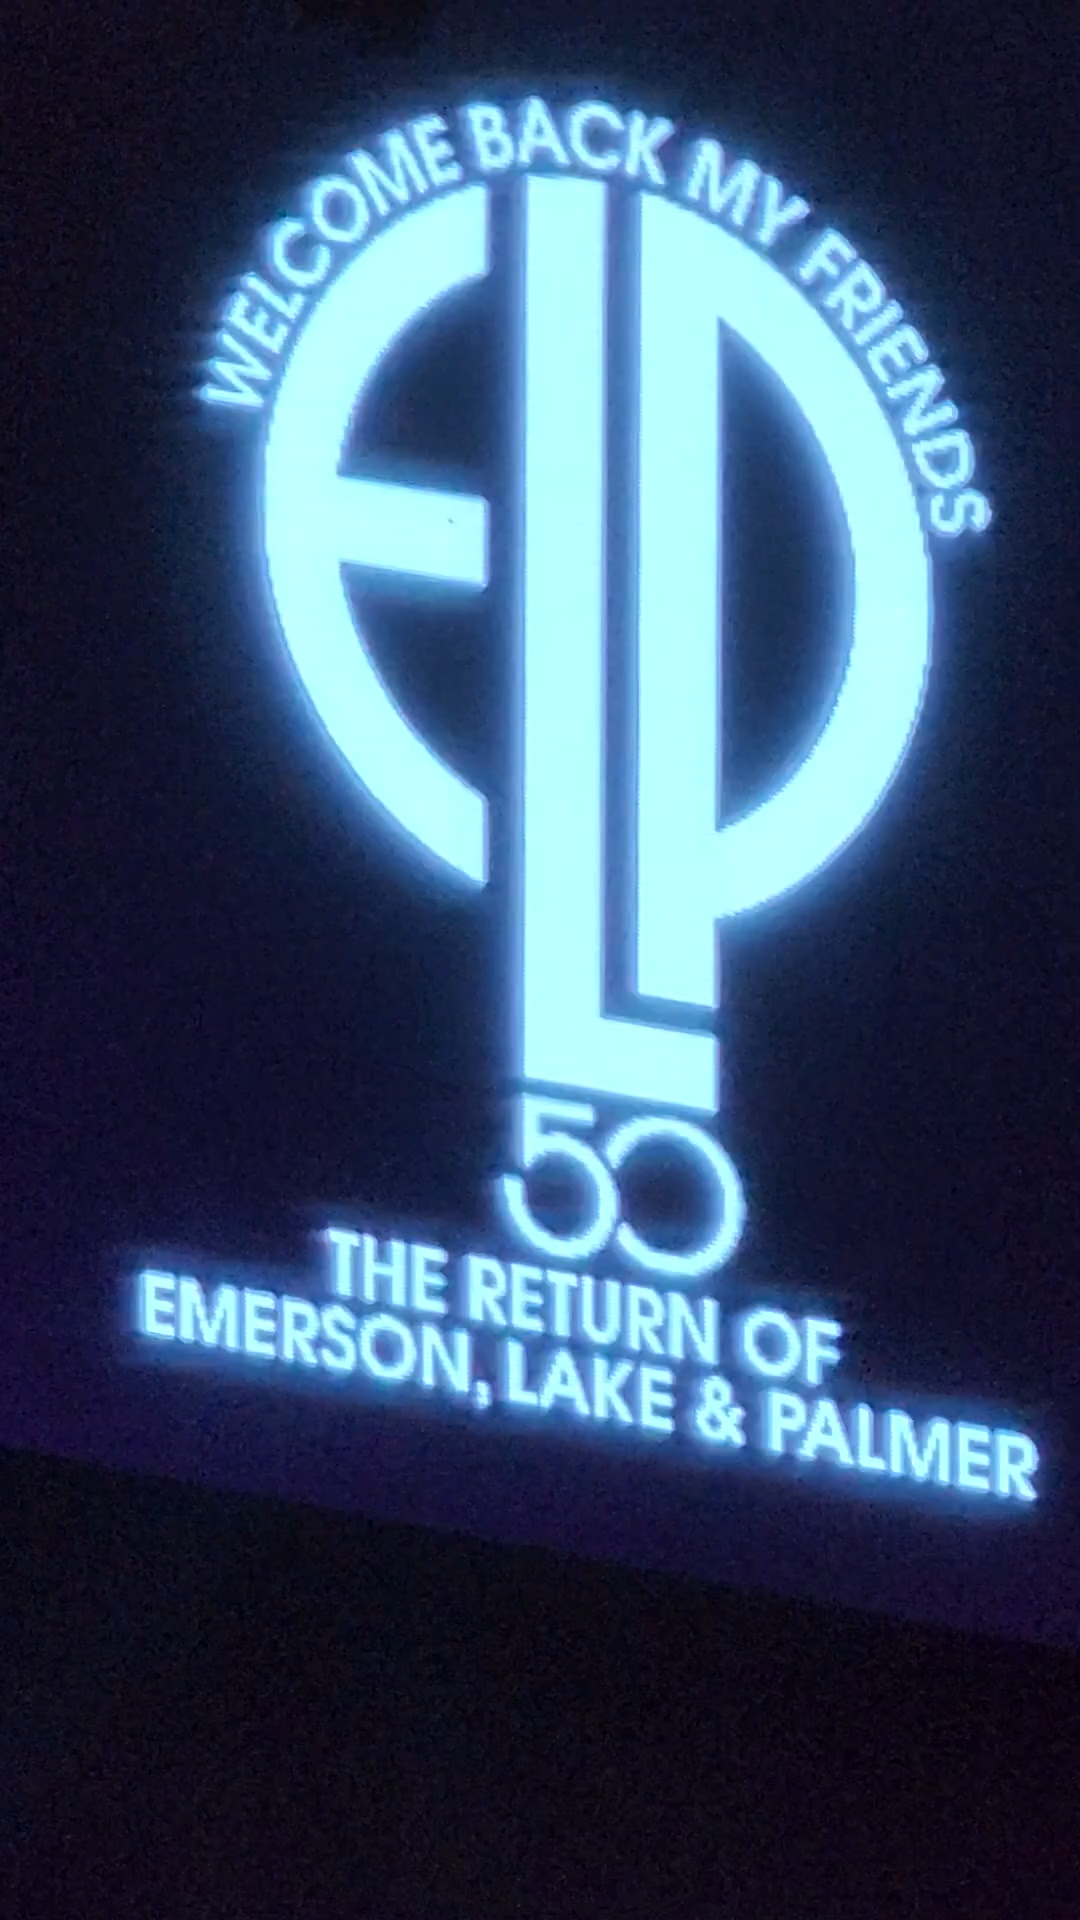 WELCOME BACK MY FRIENDS
ELP
50
THE RETURN OF
EMERSON, LAKE & PALMER